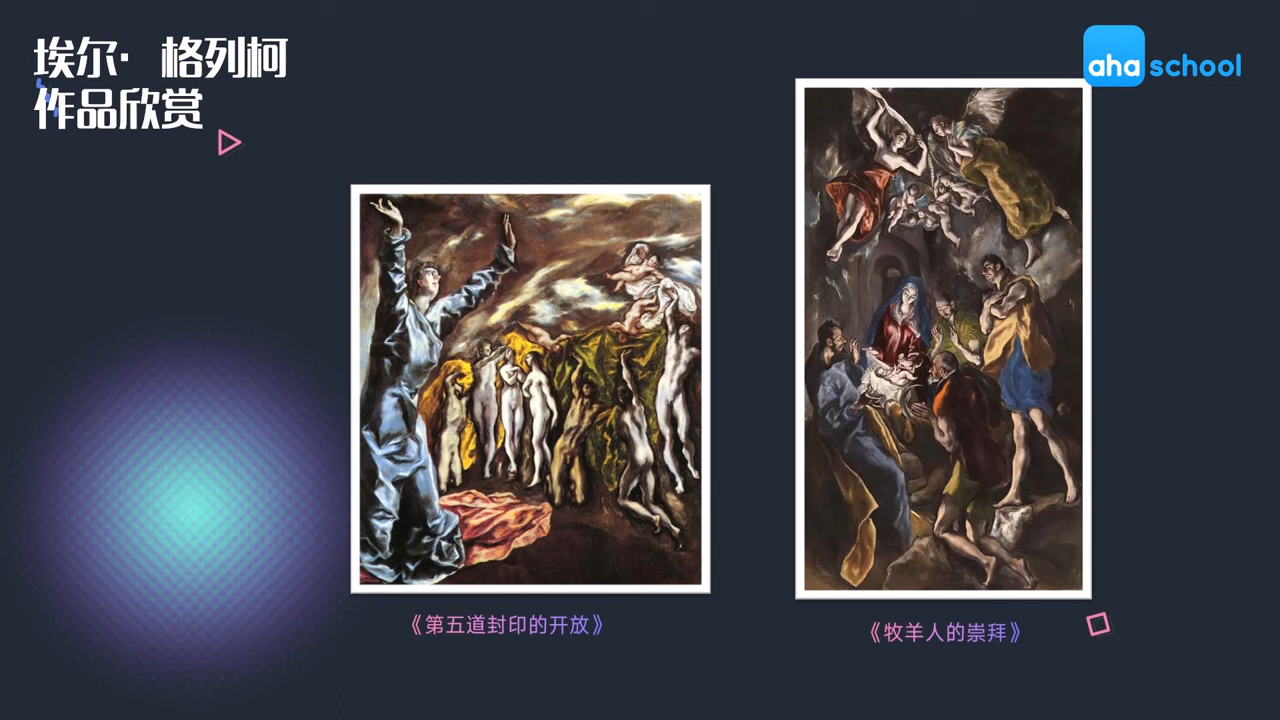 埃尔·格列柯
作品欣赏
aha school
《第五道封印的开放》
《牧羊人的崇拜》